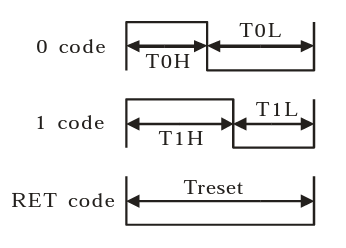 T0L
0 code
T0H
T1L
1 code
T1H
Treset
RET code